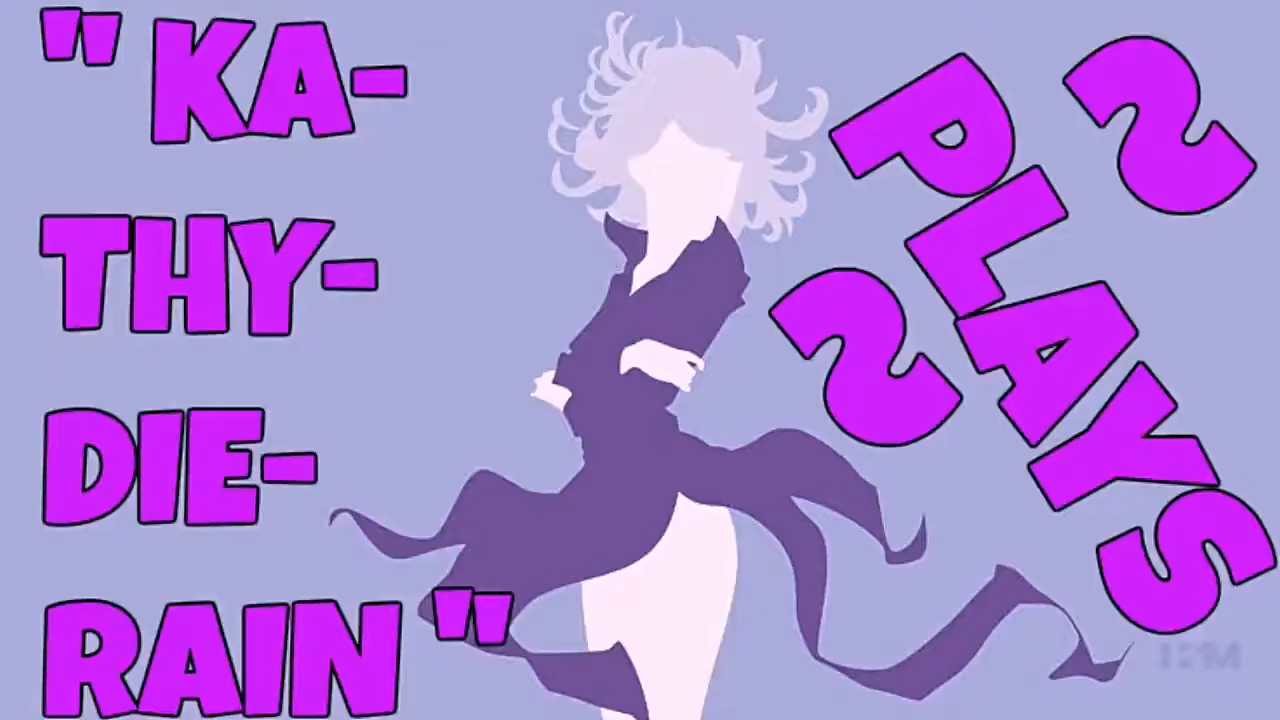 " KA-
THY-
DIE-
RAIN "
~
PLAYS
~